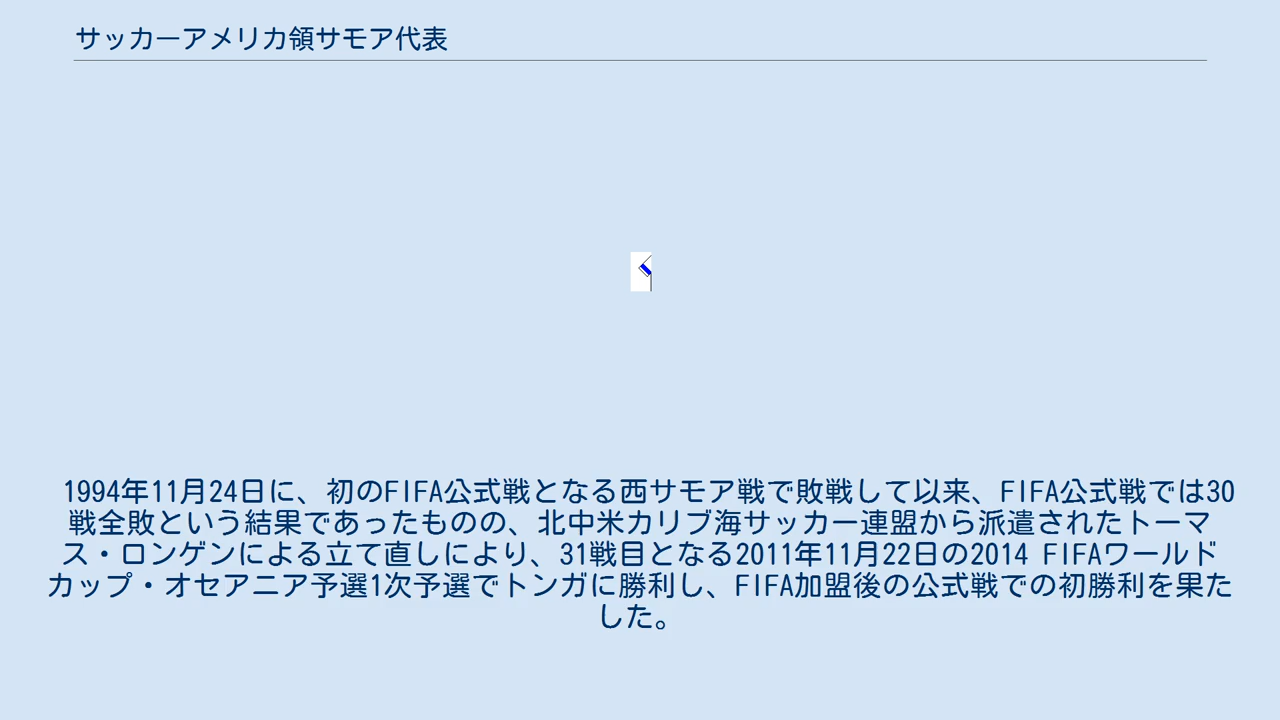 サッカーアメリカ領サモア代表
1994年11月24日に、初のFIFA公式戦となる西サモア戦で敗戦して以来、FIFA公式戦では30
戦全敗という結果であったものの、北中米カリブ海サッカー連盟から派遣されたトーマ
ス・ロンゲンによる立て直しにより、31戦目となる2011年11月22日の2014 FIFAワールド
カップ・オセアニア予選1次予選でトンガに勝利し、FIFA加盟後の公式戦での初勝利を果た
した。